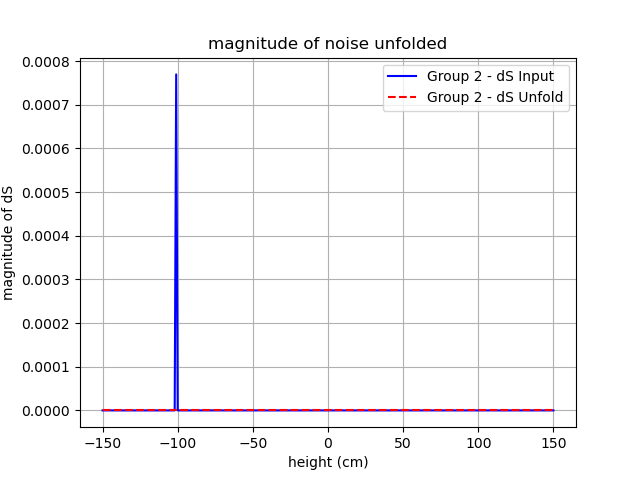 magnitude of noise unfolded
Group 2 - dS Input
Group 2 - dS Unfold
magnitude of dS
0.0008
0.0007
0.0006
0.0005
0.0004
0.0003
0.0002
0.0001
0.0000
−150 −100 −50 0 50 100 150
height (cm)